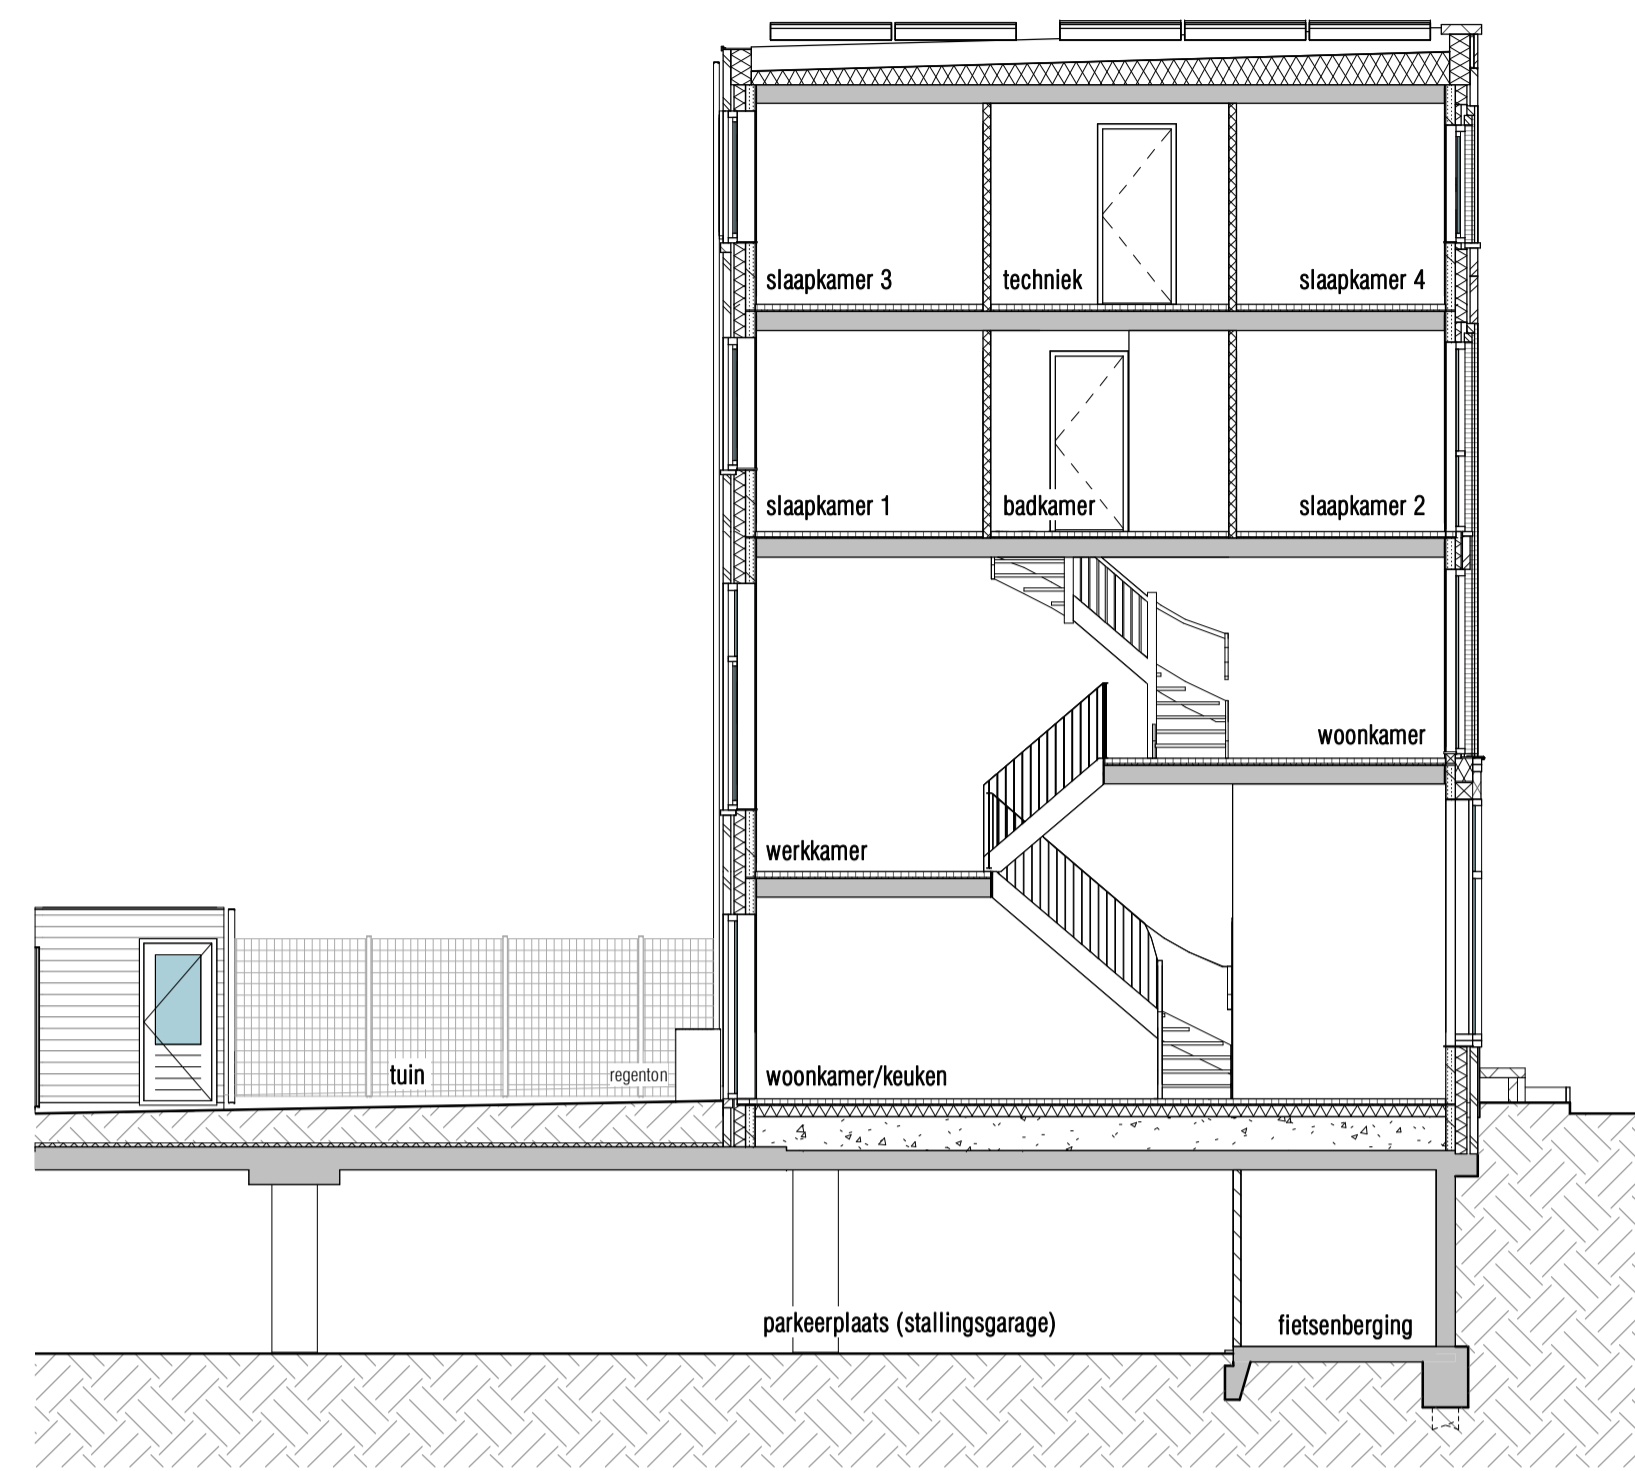 slaapkamer 3
techniek
slaapkamer 4
slaapkamer 1
badkamer
slaapkamer 2
woonkamer
werkkamer
tuin
regenton
woonkamer/keuken
parkeerplaats (stallingsgarage)
fietsenberging